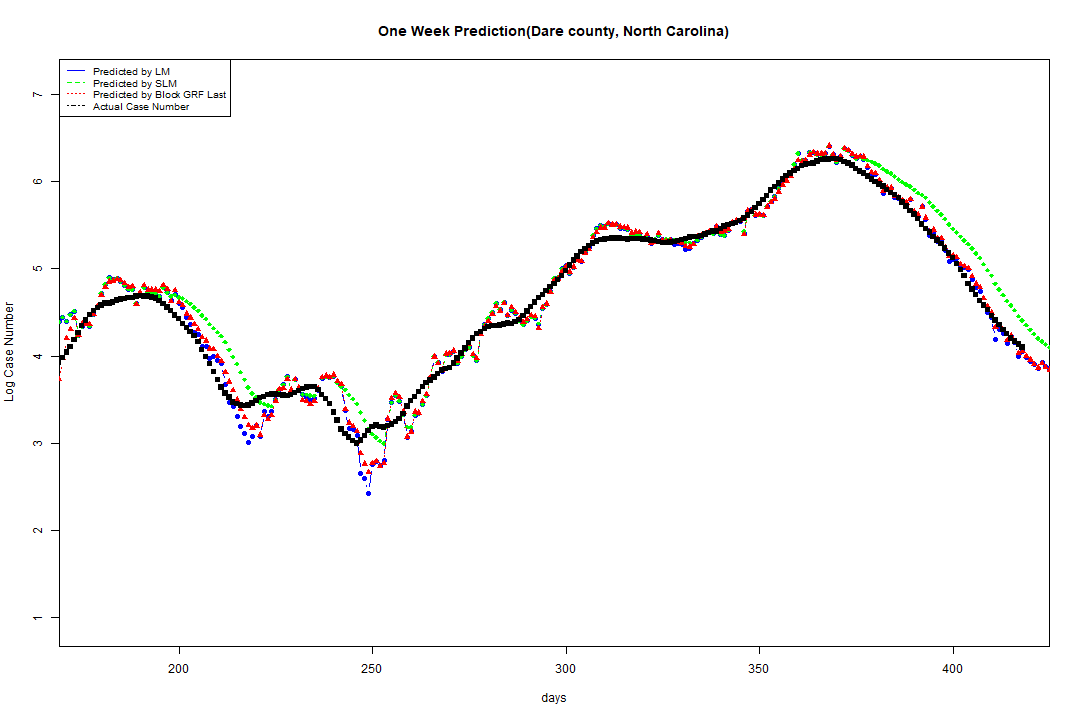 One Week Prediction(Dare county, North Carolina)
Predicted by LM
Predicted by SLM
Predicted by Block GRF Last
Actual Case Number
7
6
5
4
3
2
1
Log Case Number
200 250 300 350 400
days